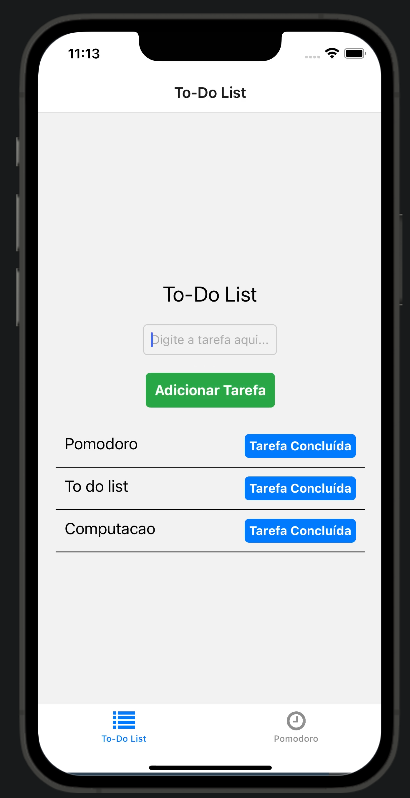 11:13
To-Do List
To-Do List
Digite a tarefa aqui...
Adicionar Tarefa
Pomodoro
Tarefa Concluída
To do list
Tarefa Concluída
Computacao
Tarefa Concluída
To-Do List
Pomodoro